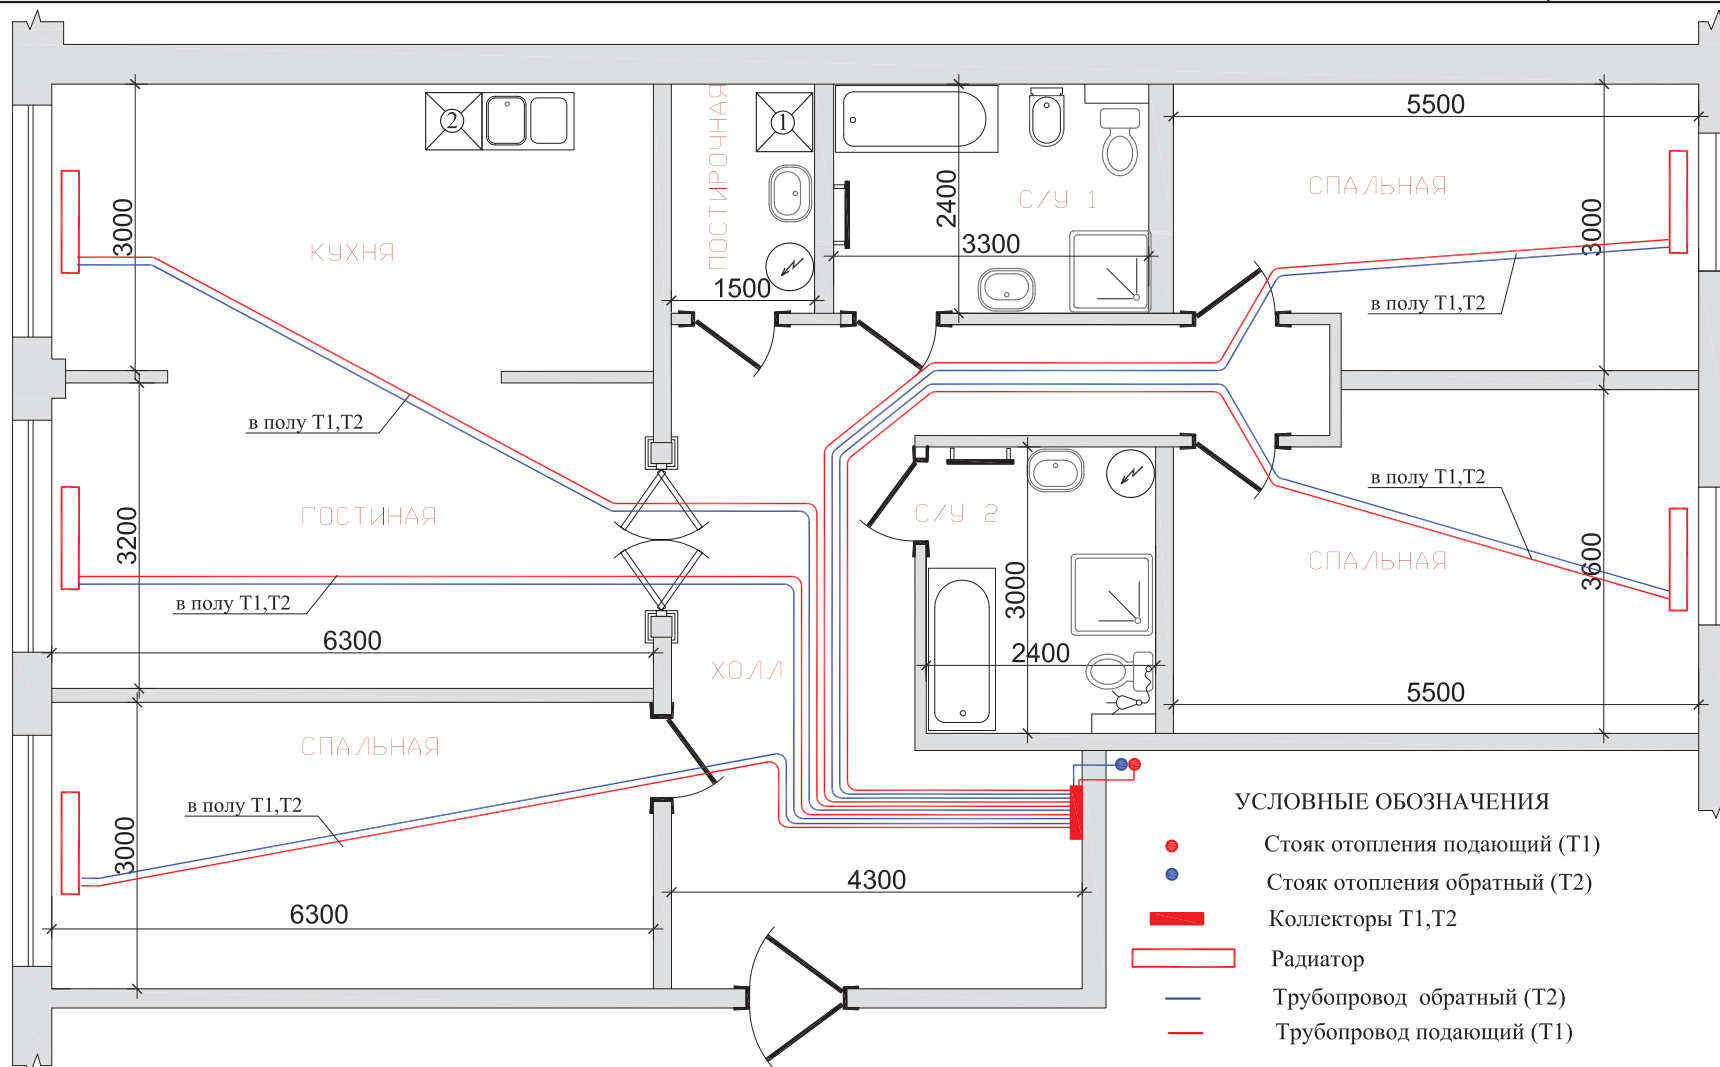 5500
2
1
ПОСТИРОЧНАЯ
2400
С/У 1
СПАЛЬНАЯ
3000
КУХНЯ
3300
3000
1500
в полу Т1,Т2
в полу Т1,Т2
в полу Т1,Т2
ГОСТИНАЯ
С/У 2
3200
СПАЛЬНАЯ
3600
3000
в полу Т1,Т2
6300
2400
ХОЛЛ
5500
СПАЛЬНАЯ
в полу Т1,Т2
3000
УСЛОВНЫЕ ОБОЗНАЧЕНИЯ
Стояк отопления подающий (Т1)
4300
Стояк отопления обратный (Т2)
6300
Коллекторы Т1,Т2
Радиатор
Трубопровод обратный (Т2)
Трубопровод подающий (Т1)